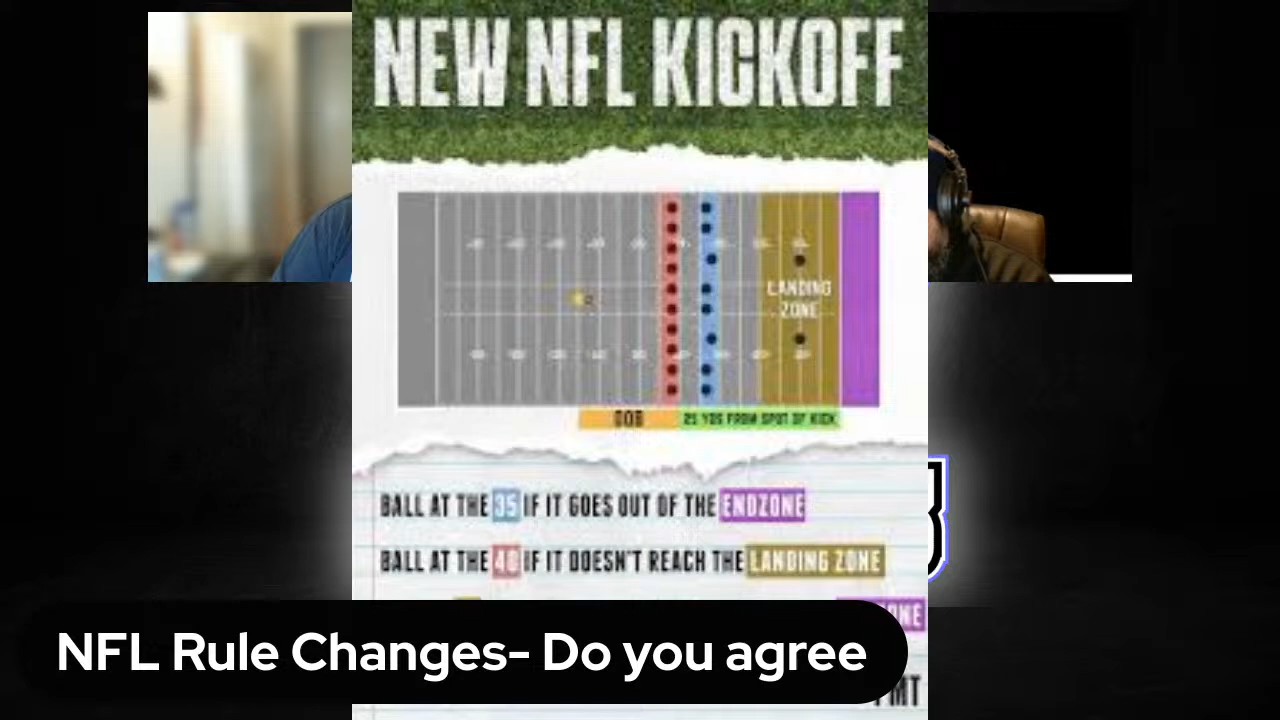 NEW NFL KICKOFF
LANDING
ZONE
OOB
25 YDS FROM SPOT OF KICK
BALL AT THE 35 IF IT GOES OUT OF THE ENDZONE
BALL AT THE 40 IF IT DOESN'T REACH THE LANDING ZONE
NFL Rule Changes- Do you agree